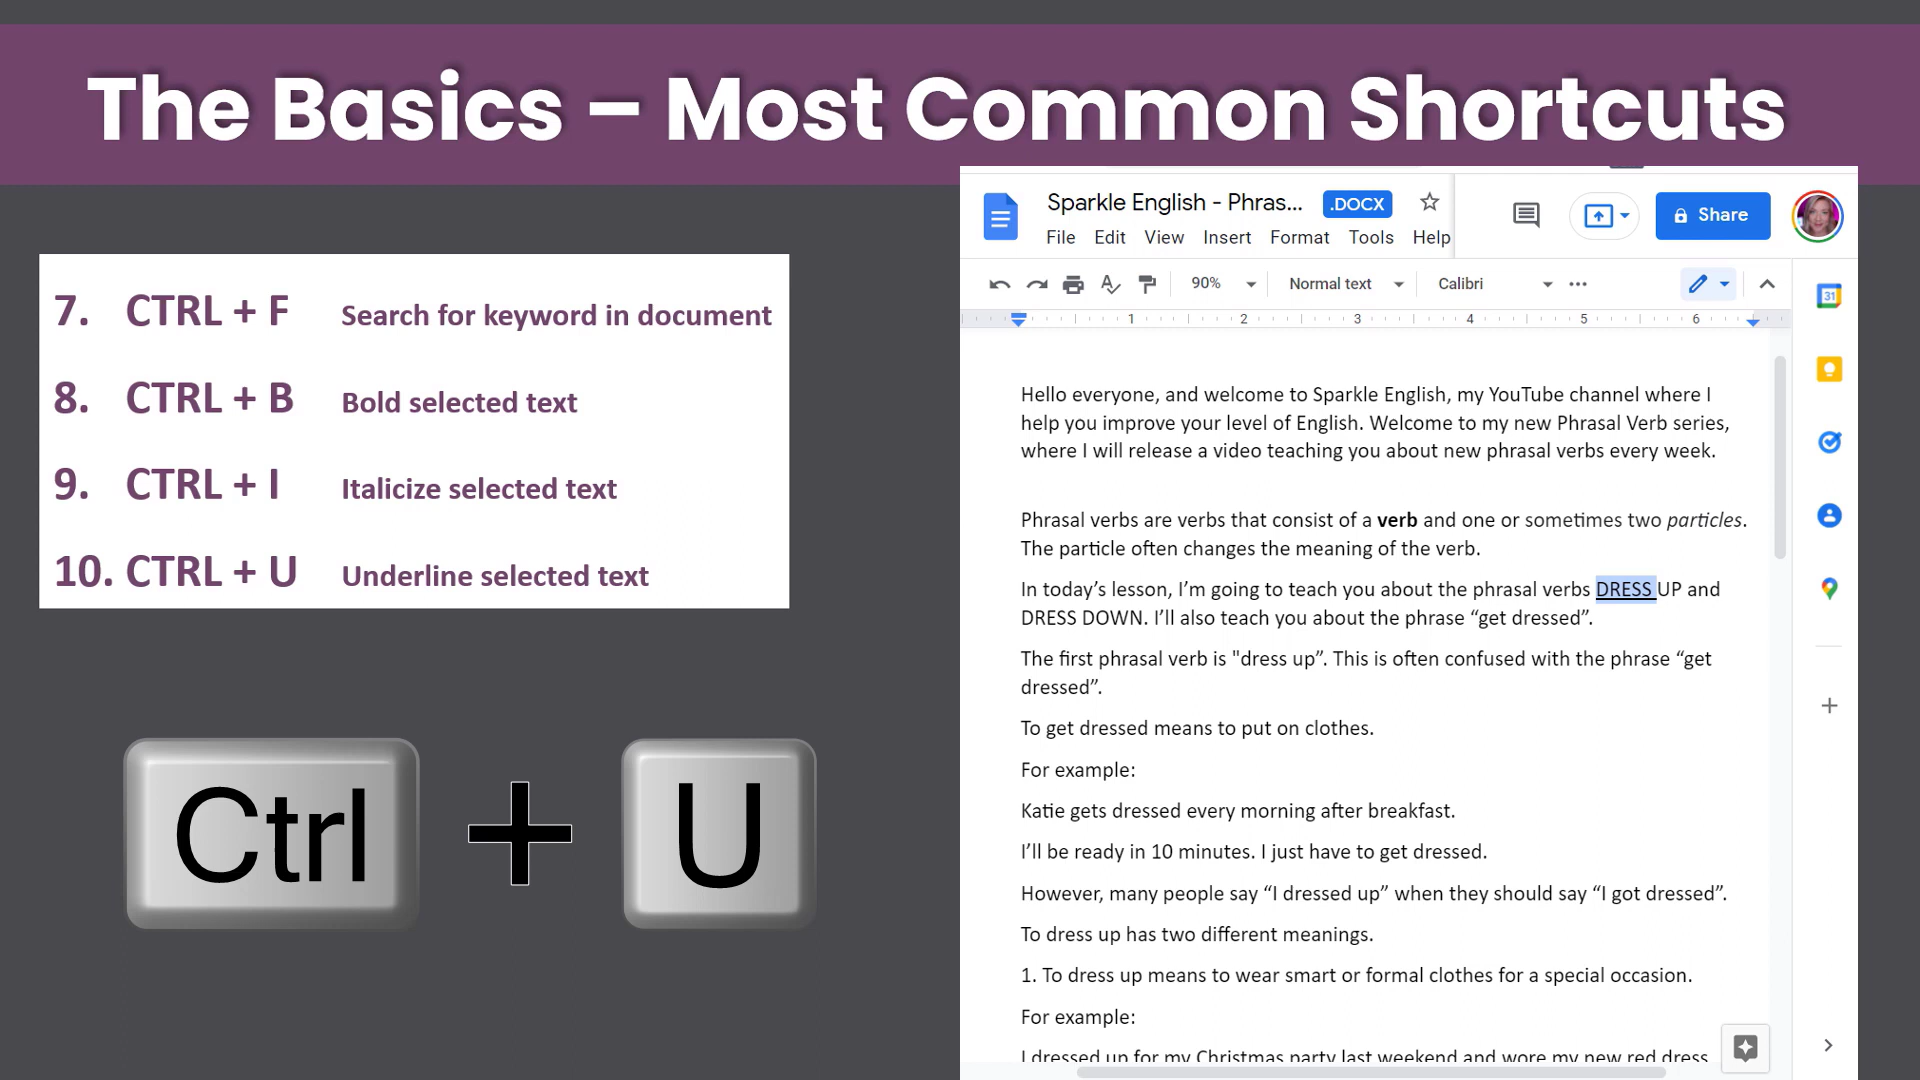 The Basics – Most Common Shortcuts
7. CTRL + F Search for keyword in document
8. CTRL + B Bold selected text
9. CTRL + I Italicize selected text
10. CTRL + U Underline selected text
Ctrl + U
Sparkle English - Phras... .DOCX
File Edit View Insert Format Tools Help
Share
90% Normal text Calibri
1 2 3 4 5 6
31
Hello everyone, and welcome to Sparkle English, my YouTube channel where I
help you improve your level of English. Welcome to my new Phrasal Verb series,
where I will release a video teaching you about new phrasal verbs every week.
Phrasal verbs are verbs that consist of a verb and one or sometimes two particles.
The particle often changes the meaning of the verb.
In today’s lesson, I’m going to teach you about the phrasal verbs DRESS UP and
DRESS DOWN. I’ll also teach you about the phrase “get dressed”.
The first phrasal verb is "dress up”. This is often confused with the phrase “get
dressed”.
To get dressed means to put on clothes.
For example:
Katie gets dressed every morning after breakfast.
I’ll be ready in 10 minutes. I just have to get dressed.
However, many people say “I dressed up” when they should say “I got dressed”.
To dress up has two different meanings.
1. To dress up means to wear smart or formal clothes for a special occasion.
For example:
I dressed up for my Christmas party last weekend and wore my new red dress